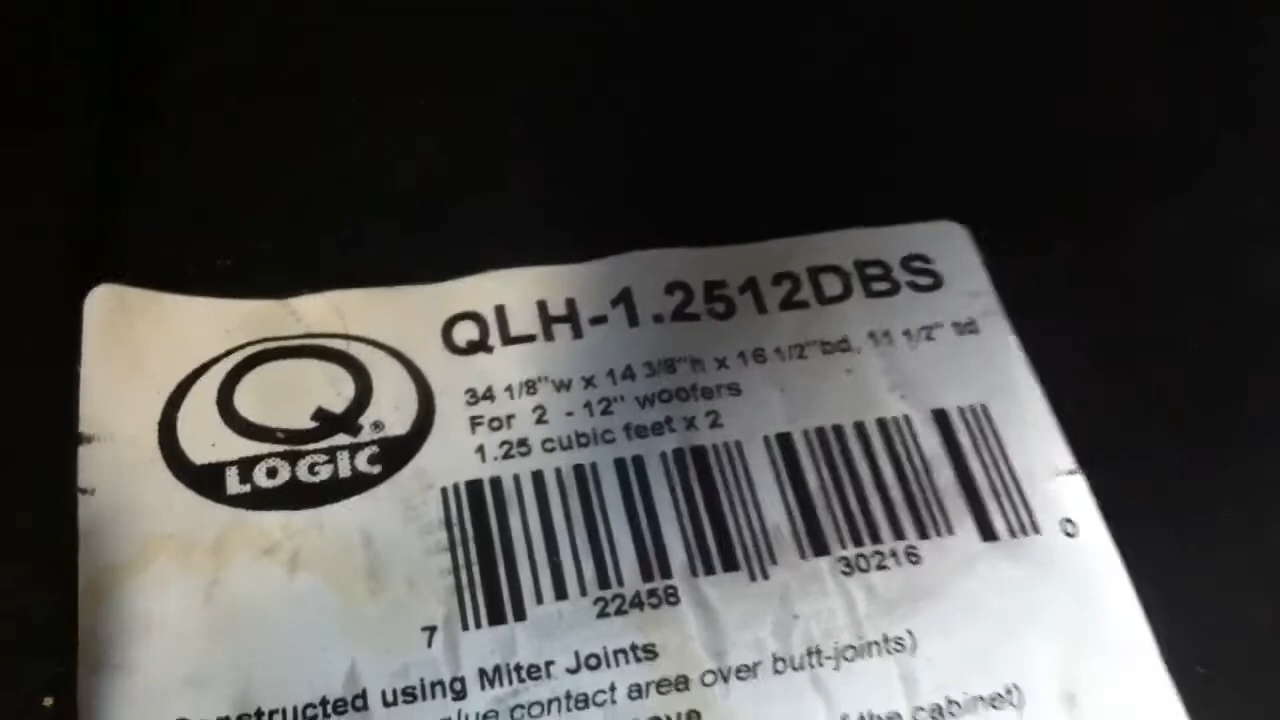 QLH-1.2512DBS
34 1/8"w x 14 3/8"h x 16 1/2"bd, 11 1/2" td
For 2 - 12" woofers
1.25 cubic feet x 2
Q®
LOGIC
7 22458 30216 0
Constructed using Miter Joints
glue contact area over butt-joints)
of the cabinet)